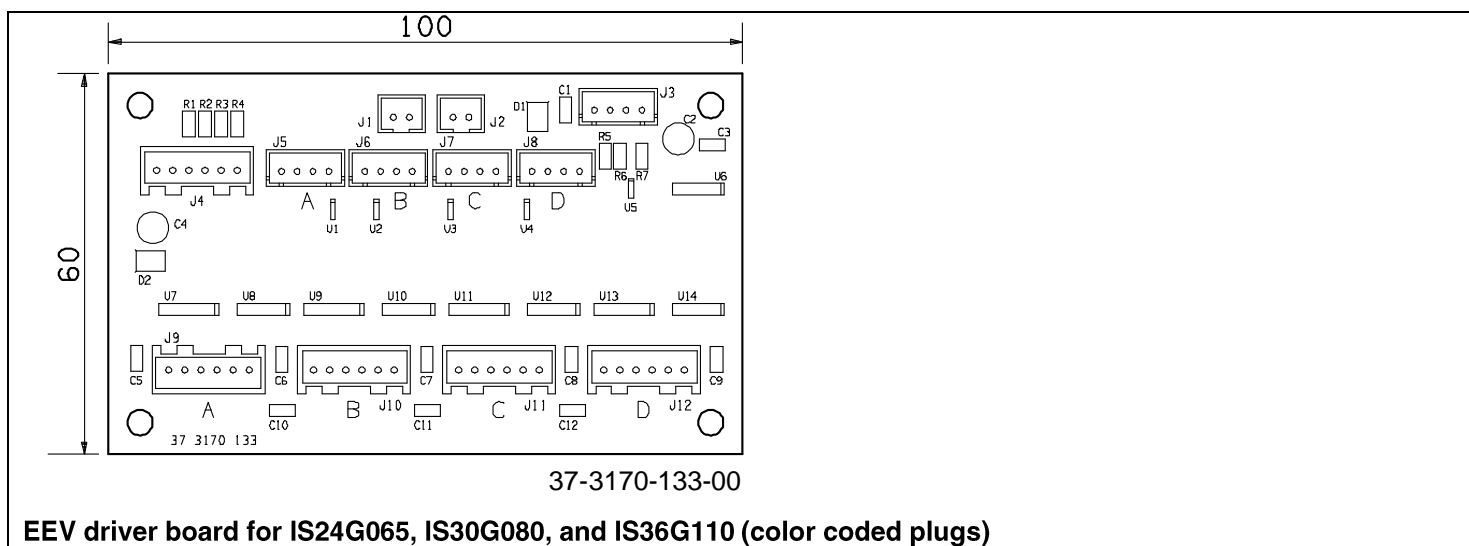 100
C1 J3
R1 R2 R3 R4 J1 J2 D1 C2 C3
J5 J6 J7 J8 R5
R6 R7 U6
J4 A B C D
U5
C4 U1 U2 U3 U4
60
D2
U7 U8 U9 U10 U11 U12 U13 U14
J9
C5 C6 C7 C8 C9
A B J10 C J11 D J12
C10 C11 C12
37 3170 133
37-3170-133-00
EEV driver board for IS24G065, IS30G080, and IS36G110 (color coded plugs)